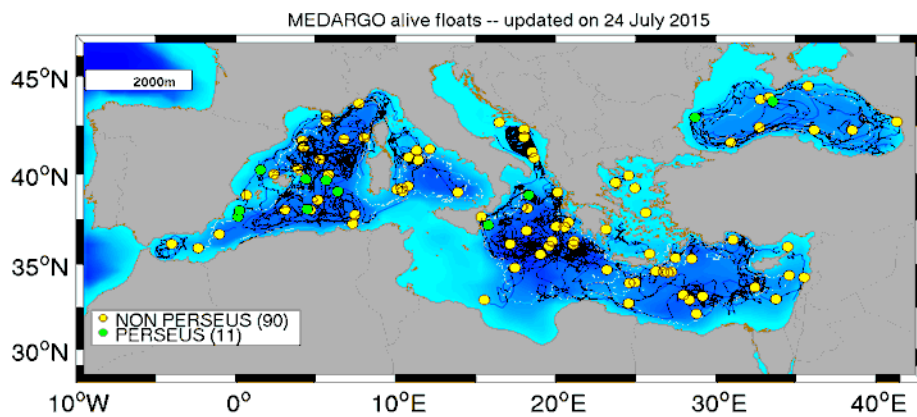 MEDARGO alive floats -- updated on 24 July 2015
45°N
2000m
40°N
35°N
NON PERSEUS (90)
PERSEUS (11)
30°N
10°W 0° 10°E 20°E 30°E 40°E